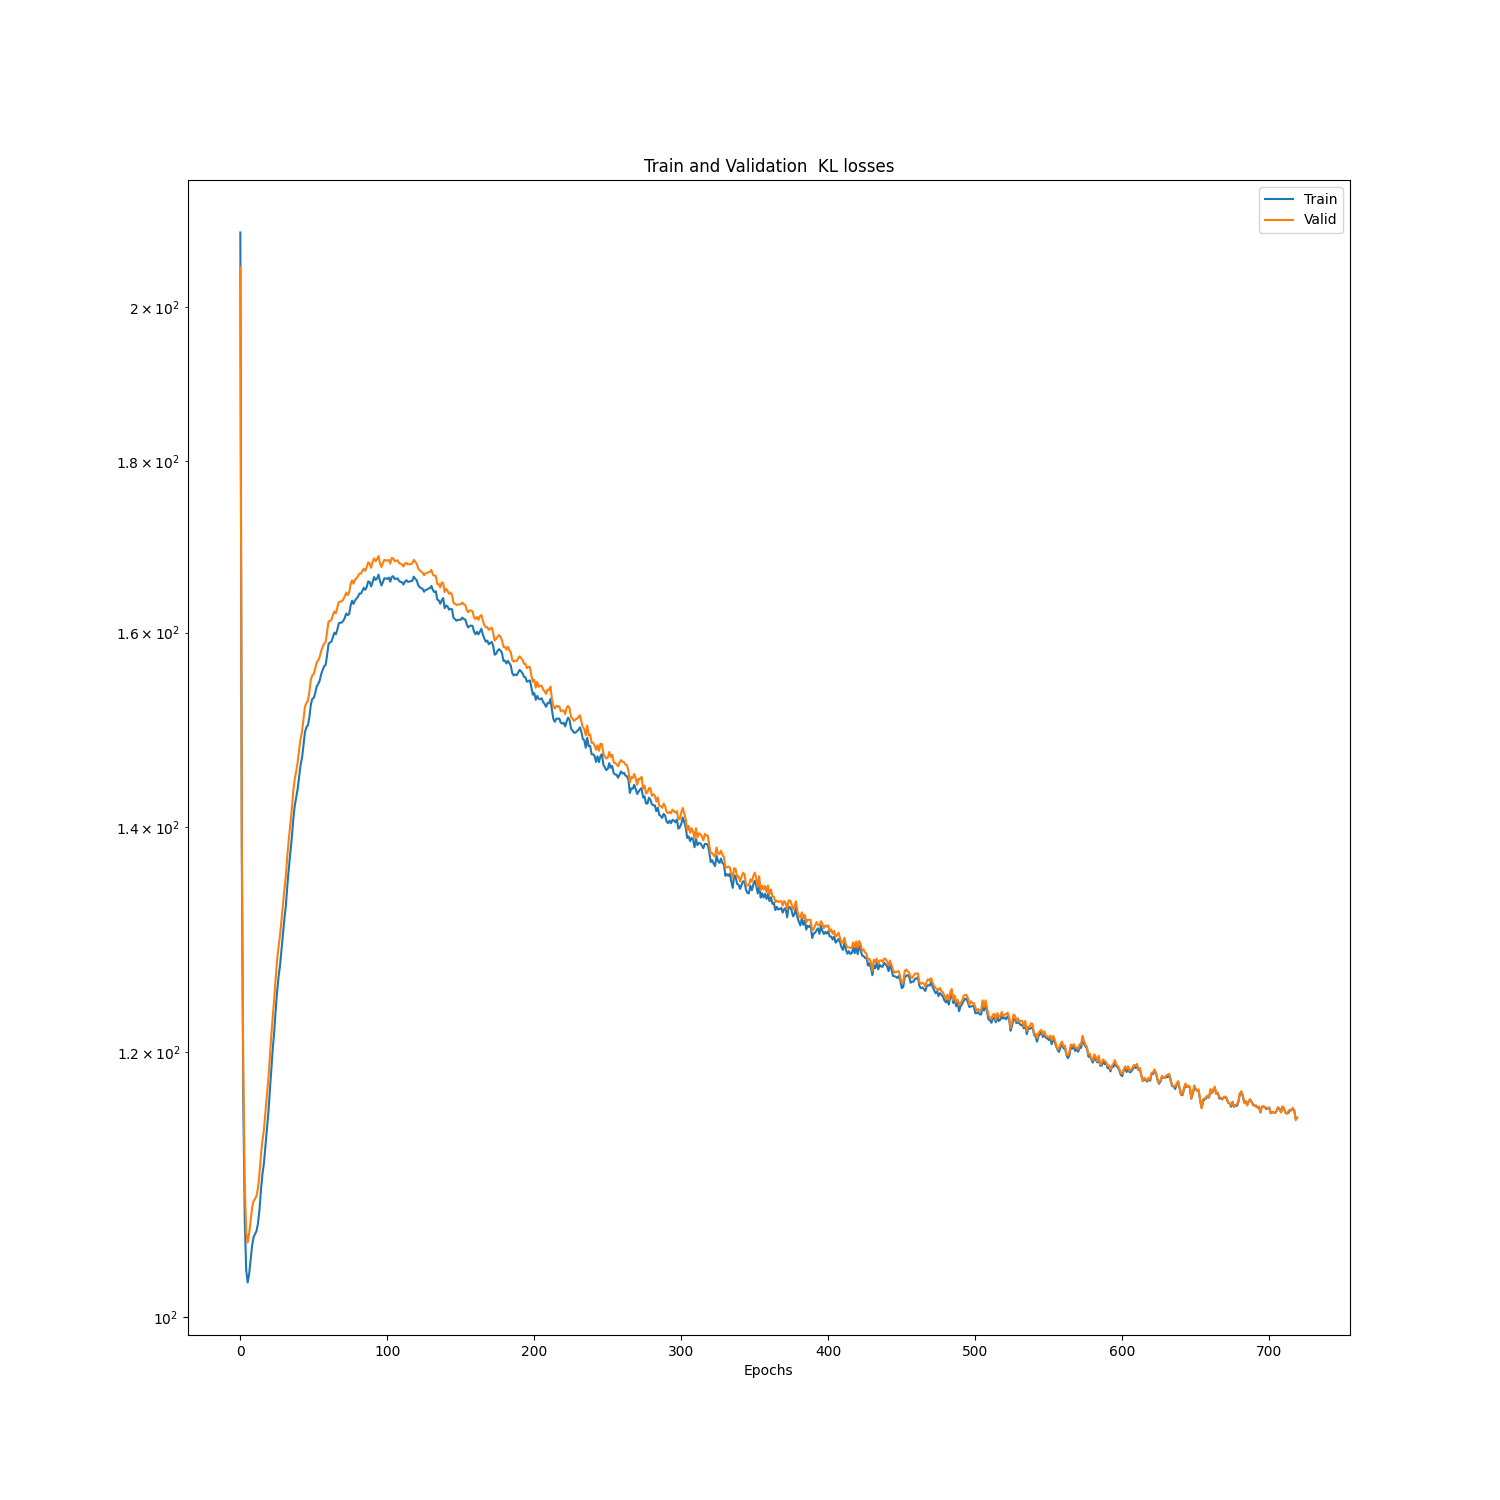 Train and Validation  KL losses
Train
Valid
2 × 10²
1.8 × 10²
1.6 × 10²
1.4 × 10²
1.2 × 10²
10²
0 100 200 300 400 500 600 700
Epochs